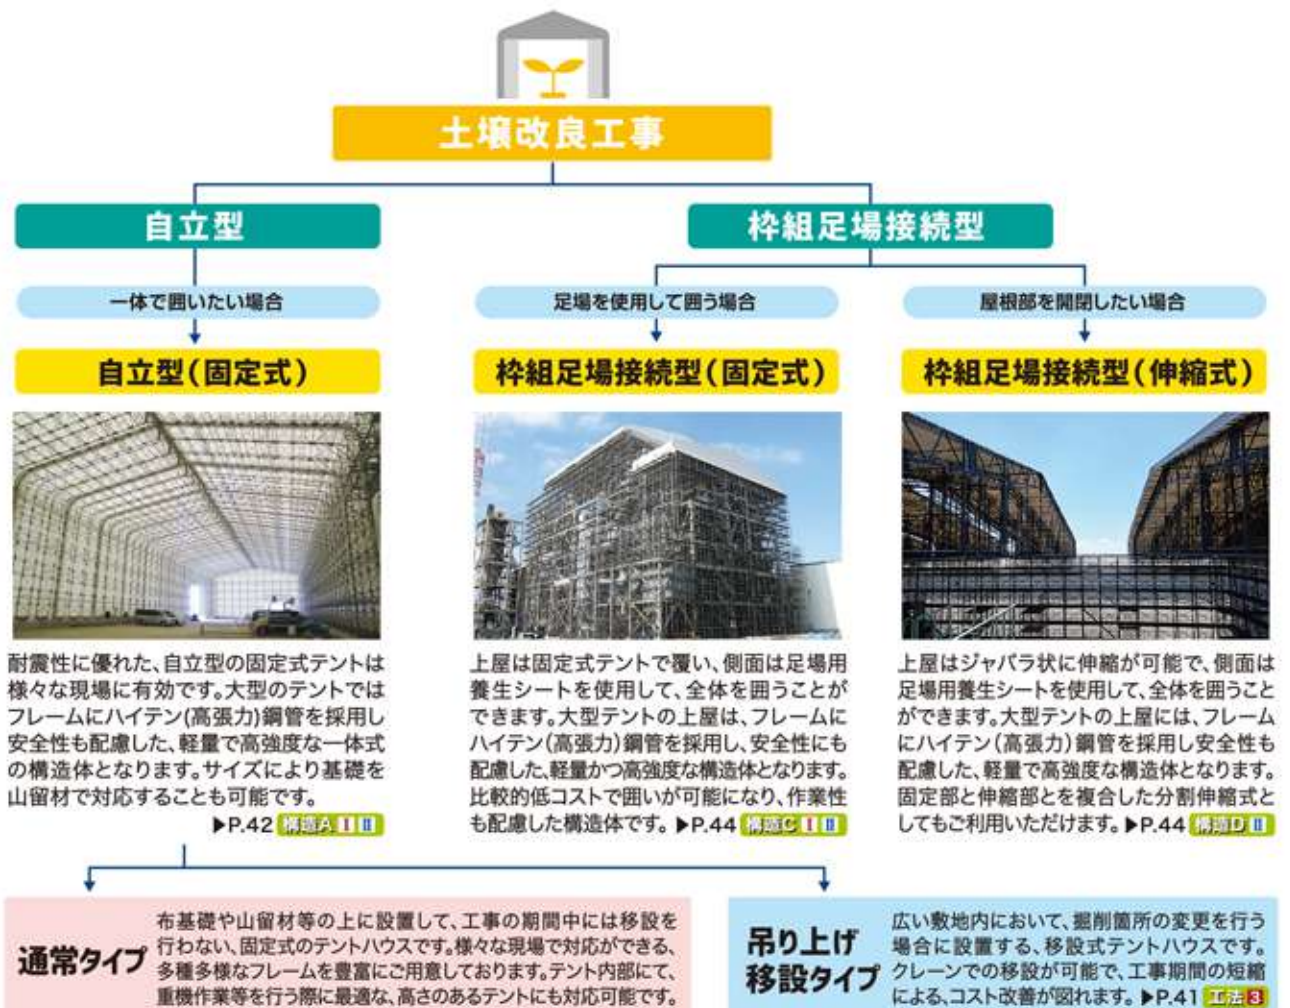 土壌改良工事
自立型
枠組足場接続型
一体で囲いたい場合
足場を使用して囲う場合
屋根部を開閉したい場合
自立型(固定式)
枠組足場接続型(固定式)
枠組足場接続型(伸縮式)
耐震性に優れた、自立型の固定式テントは
様々な現場に有効です。大型のテントでは
フレームにハイテン(高張力)鋼管を採用し
安全性も配慮した、軽量で高強度な一体式
の構造体となります。サイズにより基礎を
山留材で対応することも可能です。
▶P.42 構造A Ⅰ Ⅱ
上屋は固定式テントで覆い、側面は足場用
養生シートを使用して、全体を囲うことが
できます。大型テントの上屋は、フレームに
ハイテン(高張力)鋼管を採用し、安全性にも
配慮した、軽量かつ高強度な構造体となります。
比較的低コストで囲いが可能になり、作業性
も配慮した構造体です。▶P.44 構造C Ⅰ Ⅱ
上屋はジャバラ状に伸縮が可能で、側面は
足場用養生シートを使用して、全体を囲うこと
ができます。大型テントの上屋には、フレーム
にハイテン(高張力)鋼管を採用し安全性も
配慮した、軽量で高強度な構造体となります。
固定部と伸縮部とを複合した分割伸縮式と
してもご利用いただけます。▶P.44 構造D Ⅱ
通常タイプ
布基礎や山留材等の上に設置して、工事の期間中には移設を
行わない、固定式のテントハウスです。様々な現場で対応ができる、
多種多様なフレームを豊富にご用意しております。テント内部にて、
重機作業等を行う際に最適な、高さのあるテントにも対応可能です。
吊り上げ
移設タイプ
広い敷地内において、掘削箇所の変更を行う
場合に設置する、移設式テントハウスです。
クレーンでの移設が可能で、工事期間の短縮
による、コスト改善が図れます。▶P.41 工法3